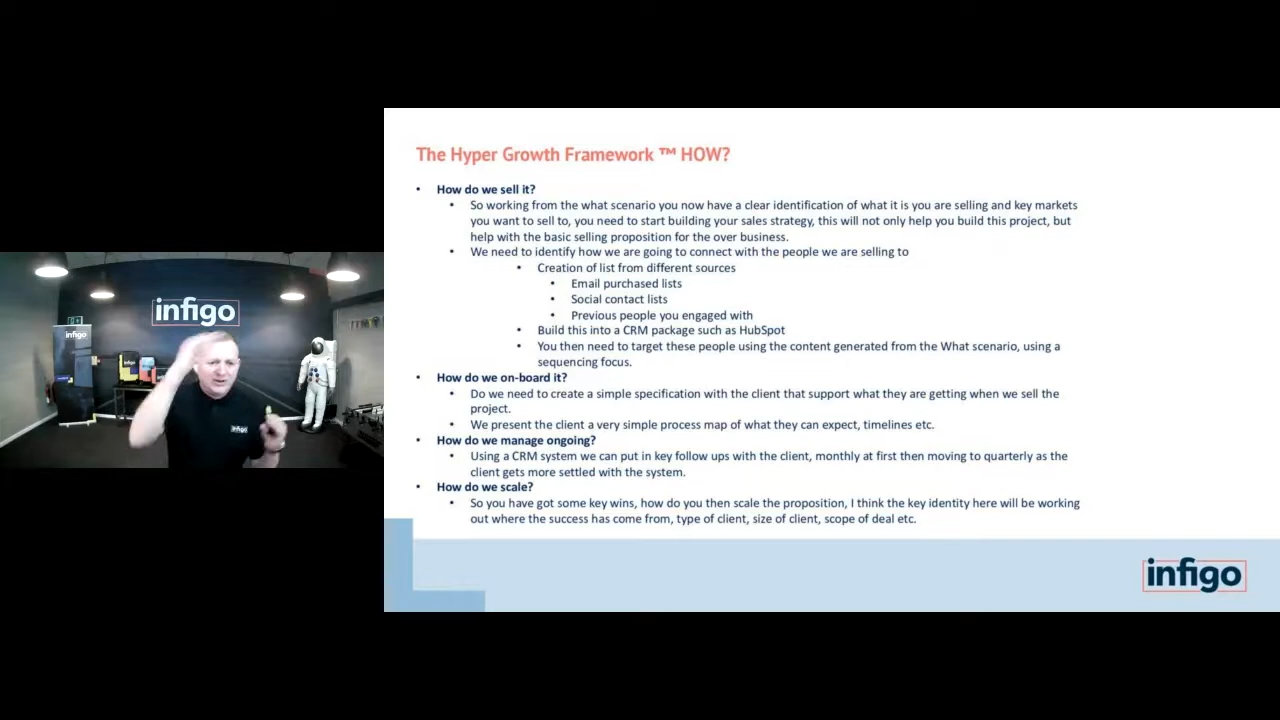 The Hyper Growth Framework ™ HOW?
• How do we sell it?
• So working from the what scenario you now have a clear identification of what it is you are selling and key markets
you want to sell to, you need to start building your sales strategy, this will not only help you build this project, but
help with the basic selling proposition for the over business.
• We need to identify how we are going to connect with the people we are selling to
• Creation of list from different sources
• Email purchased lists
• Social contact lists
• Previous people you engaged with
• Build this into a CRM package such as HubSpot
• You then need to target these people using the content generated from the What scenario, using a
sequencing focus.
• How do we on-board it?
• Do we need to create a simple specification with the client that support what they are getting when we sell the
project.
• We present the client a very simple process map of what they can expect, timelines etc.
• How do we manage ongoing?
• Using a CRM system we can put in key follow ups with the client, monthly at first then moving to quarterly as the
client gets more settled with the system.
• How do we scale?
• So you have got some key wins, how do you then scale the proposition, I think the key identity here will be working
out where the success has come from, type of client, size of client, scope of deal etc.
infigo
infigo
infigo
infigo